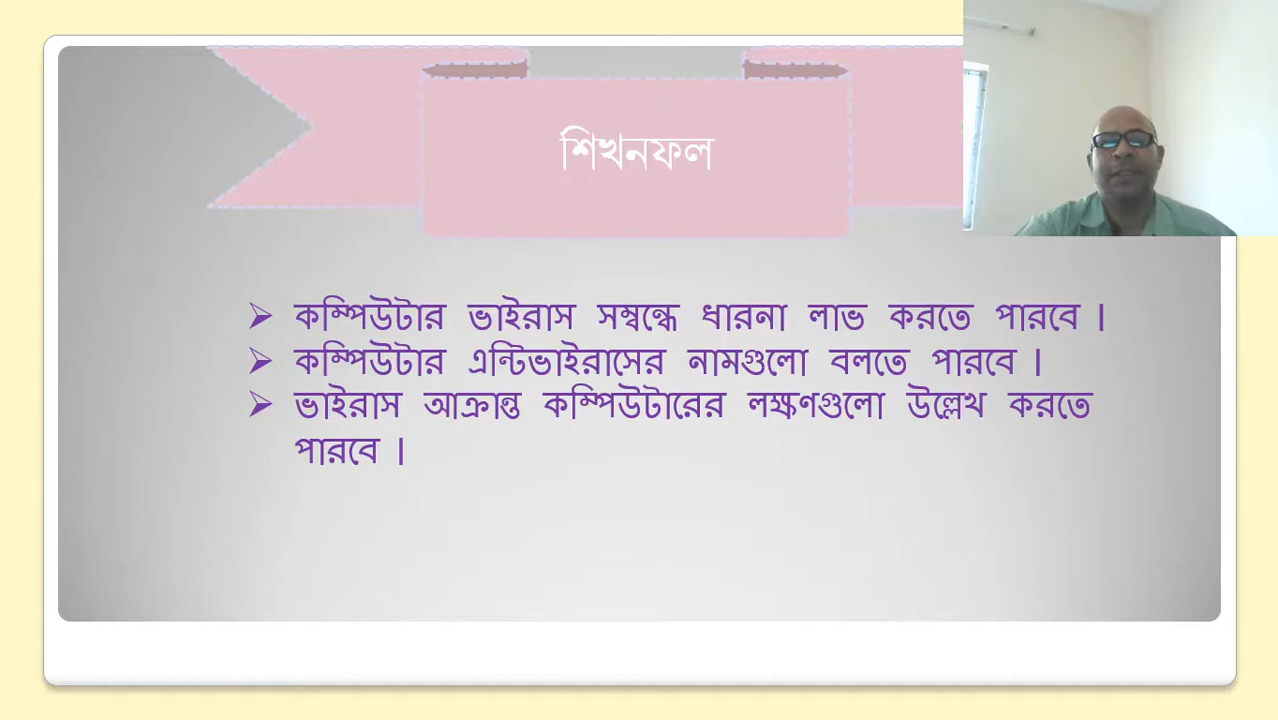 শিখনফল
➢ কম্পিউটার ভাইরাস সম্বন্ধে ধারনা লাভ করতে পারবে ।
➢ কম্পিউটার এন্টিভাইরাসের নামগুলো বলতে পারবে ।
➢ ভাইরাস আক্রান্ত কম্পিউটারের লক্ষণগুলো উল্লেখ করতে
পারবে ।